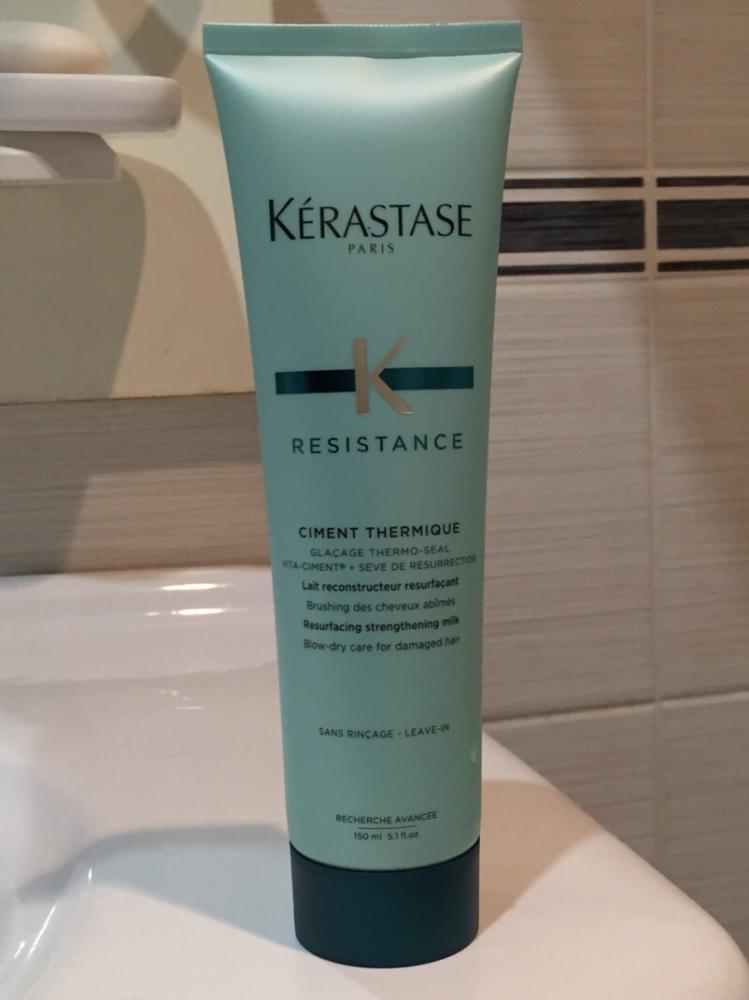 KÉRASTASE
PARIS
K
RESISTANCE
CIMENT THERMIQUE
GLAÇAGE THERMO-SEAL
VITA-CIMENT® + SÈVE DE RÉSURRECTION
Lait reconstructeur resurfaçant
Brushing des cheveux abîmés
Resurfacing strengthening milk
Blow-dry care for damaged hair
SANS RINÇAGE - LEAVE-IN
RECHERCHE AVANCÉE
150 ml 5.1 fl.oz.